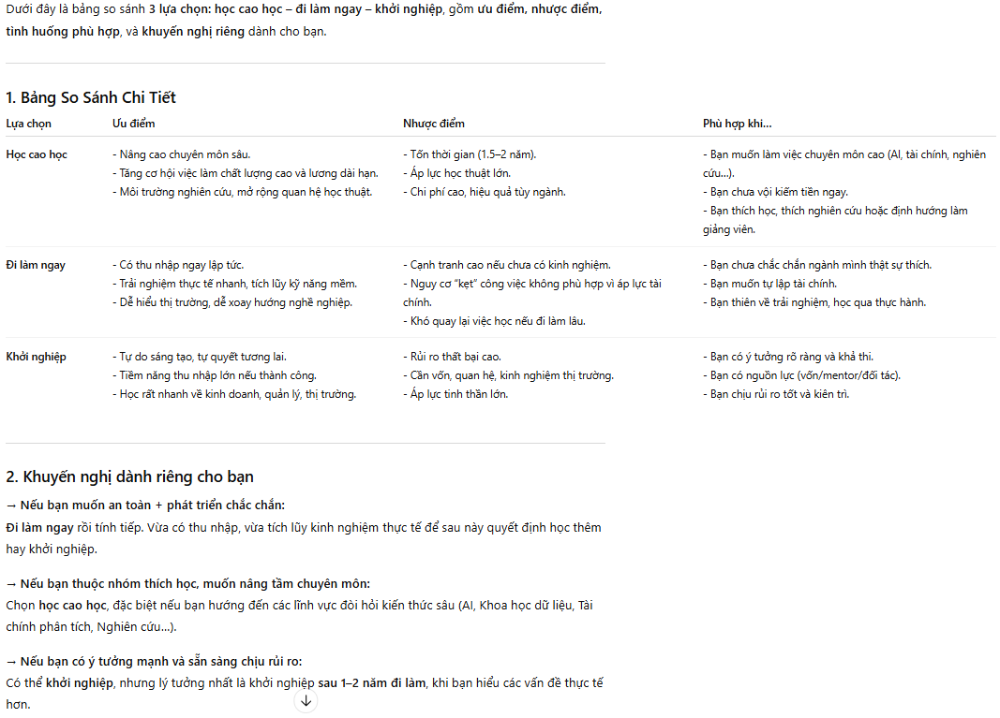 Dưới đây là bảng so sánh 3 lựa chọn: học cao học – đi làm ngay – khởi nghiệp, gồm ưu điểm, nhược điểm,
tình huống phù hợp, và khuyến nghị riêng dành cho bạn.
1. Bảng So Sánh Chi Tiết
Lựa chọn Ưu điểm Nhược điểm Phù hợp khi...
Học cao học
- Nâng cao chuyên môn sâu.
- Tăng cơ hội việc làm chất lượng cao và lương dài hạn.
- Môi trường nghiên cứu, mở rộng quan hệ học thuật.
- Tốn thời gian (1.5–2 năm).
- Áp lực học thuật lớn.
- Chi phí cao, hiệu quả tùy ngành.
- Bạn muốn làm việc chuyên môn cao (AI, tài chính, nghiên
cứu...).
- Bạn chưa vội kiếm tiền ngay.
- Bạn thích học, thích nghiên cứu hoặc định hướng làm
giảng viên.
Đi làm ngay
- Có thu nhập ngay lập tức.
- Trải nghiệm thực tế nhanh, tích lũy kỹ năng mềm.
- Dễ hiểu thị trường, dễ xoay hướng nghề nghiệp.
- Cạnh tranh cao nếu chưa có kinh nghiệm.
- Nguy cơ “kẹt” công việc không phù hợp vì áp lực tài
chính.
- Khó quay lại việc học nếu đi làm lâu.
- Bạn chưa chắc chắn ngành mình thật sự thích.
- Bạn muốn tự lập tài chính.
- Bạn thiên về trải nghiệm, học qua thực hành.
Khởi nghiệp
- Tự do sáng tạo, tự quyết tương lai.
- Tiềm năng thu nhập lớn nếu thành công.
- Học rất nhanh về kinh doanh, quản lý, thị trường.
- Rủi ro thất bại cao.
- Cần vốn, quan hệ, kinh nghiệm thị trường.
- Áp lực tinh thần lớn.
- Bạn có ý tưởng rõ ràng và khả thi.
- Bạn có nguồn lực (vốn/mentor/đối tác).
- Bạn chịu rủi ro tốt và kiên trì.
2. Khuyến nghị dành riêng cho bạn
→ Nếu bạn muốn an toàn + phát triển chắc chắn:
Đi làm ngay rồi tính tiếp. Vừa có thu nhập, vừa tích lũy kinh nghiệm thực tế để sau này quyết định học thêm
hay khởi nghiệp.
→ Nếu bạn thuộc nhóm thích học, muốn nâng tầm chuyên môn:
Chọn học cao học, đặc biệt nếu bạn hướng đến các lĩnh vực đòi hỏi kiến thức sâu (AI, Khoa học dữ liệu, Tài
chính phân tích, Nghiên cứu...).
→ Nếu bạn có ý tưởng mạnh và sẵn sàng chịu rủi ro:
Có thể khởi nghiệp, nhưng lý tưởng nhất là khởi nghiệp sau 1–2 năm đi làm, khi bạn hiểu các vấn đề thực tế
hơn.